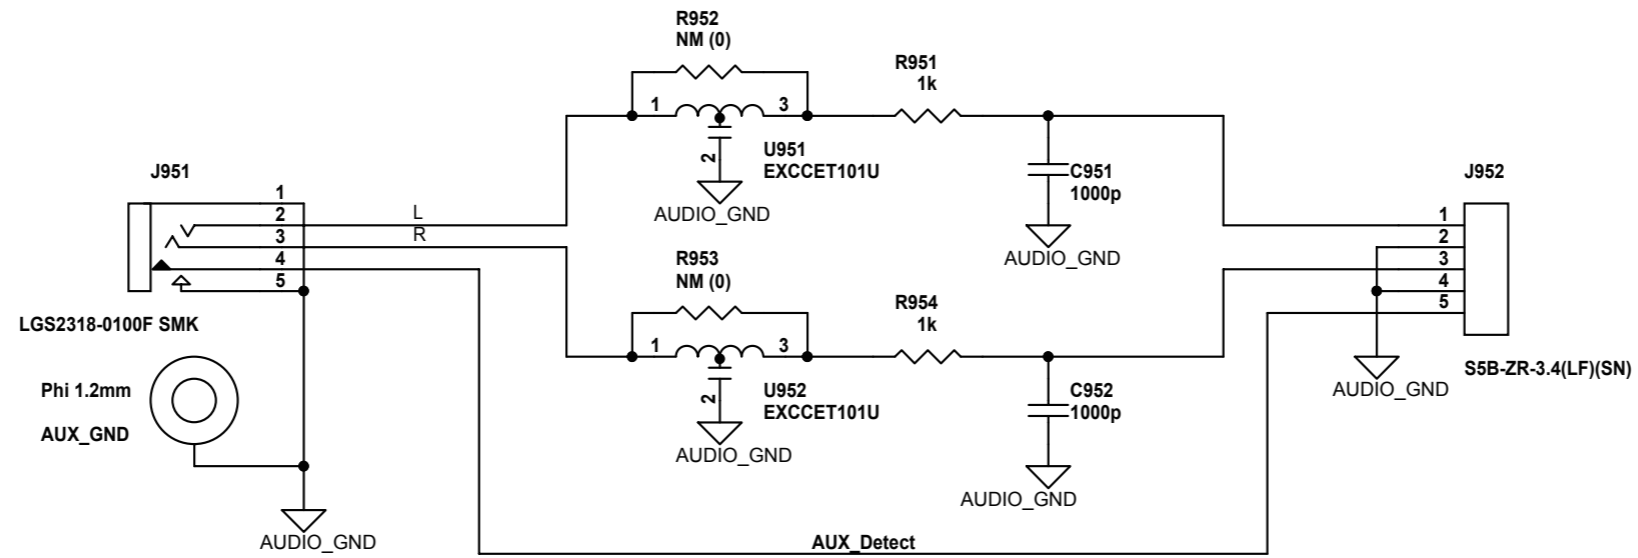 R952
NM (0)
R951
1k
1
3
2
U951
EXCCET101U
AUDIO_GND
C951
1000p
AUDIO_GND
J951
1
2
3
4
5
L
R
LGS2318-0100F SMK
Phi 1.2mm
AUX_GND
AUDIO_GND
R953
NM (0)
R954
1k
1
3
2
U952
EXCCET101U
AUDIO_GND
C952
1000p
AUDIO_GND
AUX_Detect
J952
1
2
3
4
5
AUDIO_GND
S5B-ZR-3.4(LF)(SN)